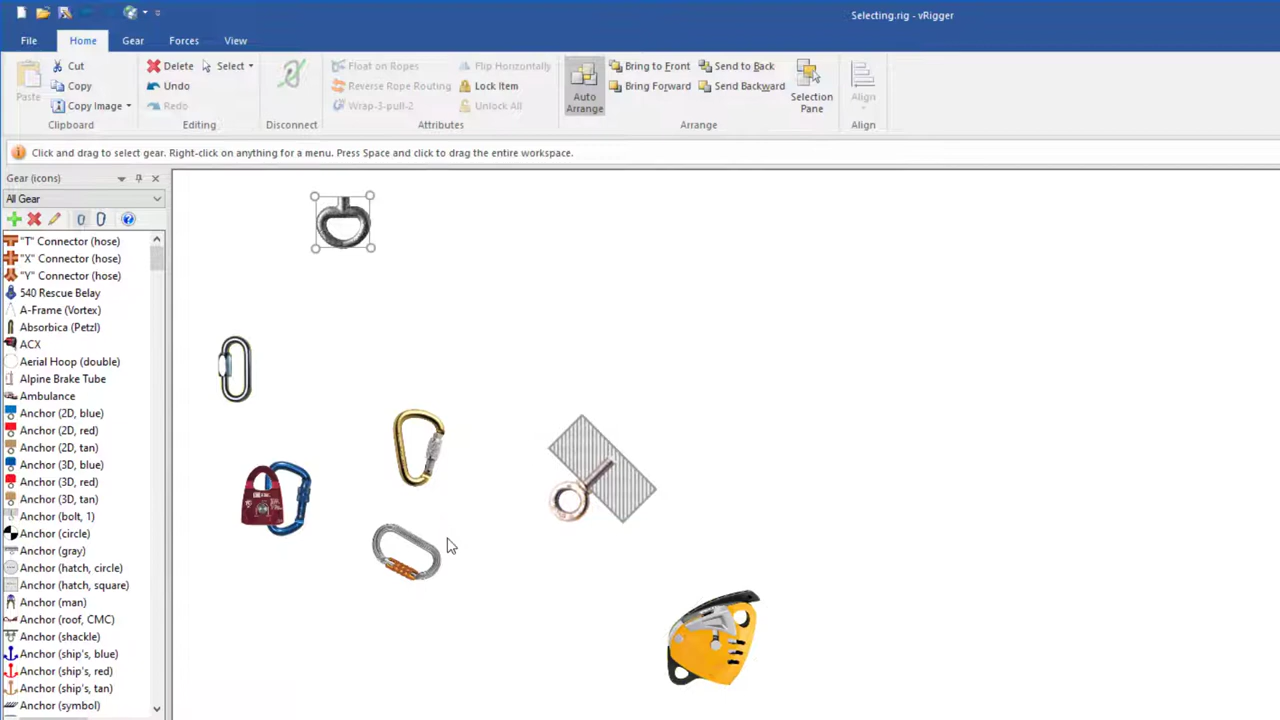 Selecting.rig - vRigger
File Home Gear Forces View
Paste Cut Copy Copy Image Clipboard
Delete Select Undo Redo Editing
Disconnect
Float on Ropes Flip Horizontally
Reverse Rope Routing Lock Item
Wrap-3-pull-2 Unlock All
Attributes
Auto Arrange
Bring to Front Send to Back
Bring Forward Send Backward
Selection Pane
Arrange
Align
Align
Click and drag to select gear. Right-click on anything for a menu. Press Space and click to drag the entire workspace.
Gear (icons)
All Gear
"T" Connector (hose)
"X" Connector (hose)
"Y" Connector (hose)
540 Rescue Belay
A-Frame (Vortex)
Absorbica (Petzl)
ACX
Aerial Hoop (double)
Alpine Brake Tube
Ambulance
Anchor (2D, blue)
Anchor (2D, red)
Anchor (2D, tan)
Anchor (3D, blue)
Anchor (3D, red)
Anchor (3D, tan)
Anchor (bolt, 1)
Anchor (circle)
Anchor (gray)
Anchor (hatch, circle)
Anchor (hatch, square)
Anchor (man)
Anchor (roof, CMC)
Anchor (shackle)
Anchor (ship's, blue)
Anchor (ship's, red)
Anchor (ship's, tan)
Anchor (symbol)